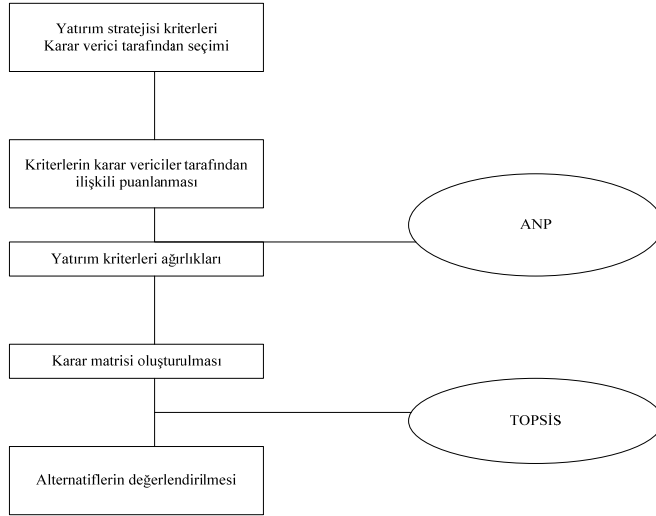 Yatırım stratejisi kriterleri
Karar verici tarafından seçimi
Kriterlerin karar vericiler tarafından
ilişkili puanlanması
ANP
Yatırım kriterleri ağırlıkları
Karar matrisi oluşturulması
TOPSİS
Alternatiflerin değerlendirilmesi